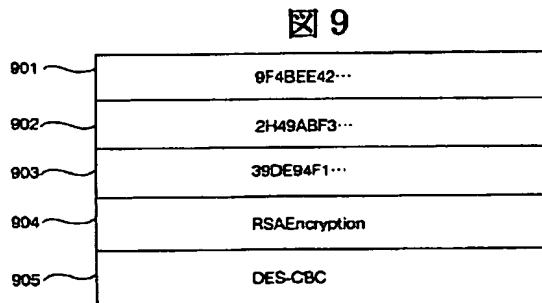 図9
901 9F4BEE42…
902 2H49ABF3…
903 39DE94F1…
904 RSAEncryption
905 DES-CBC